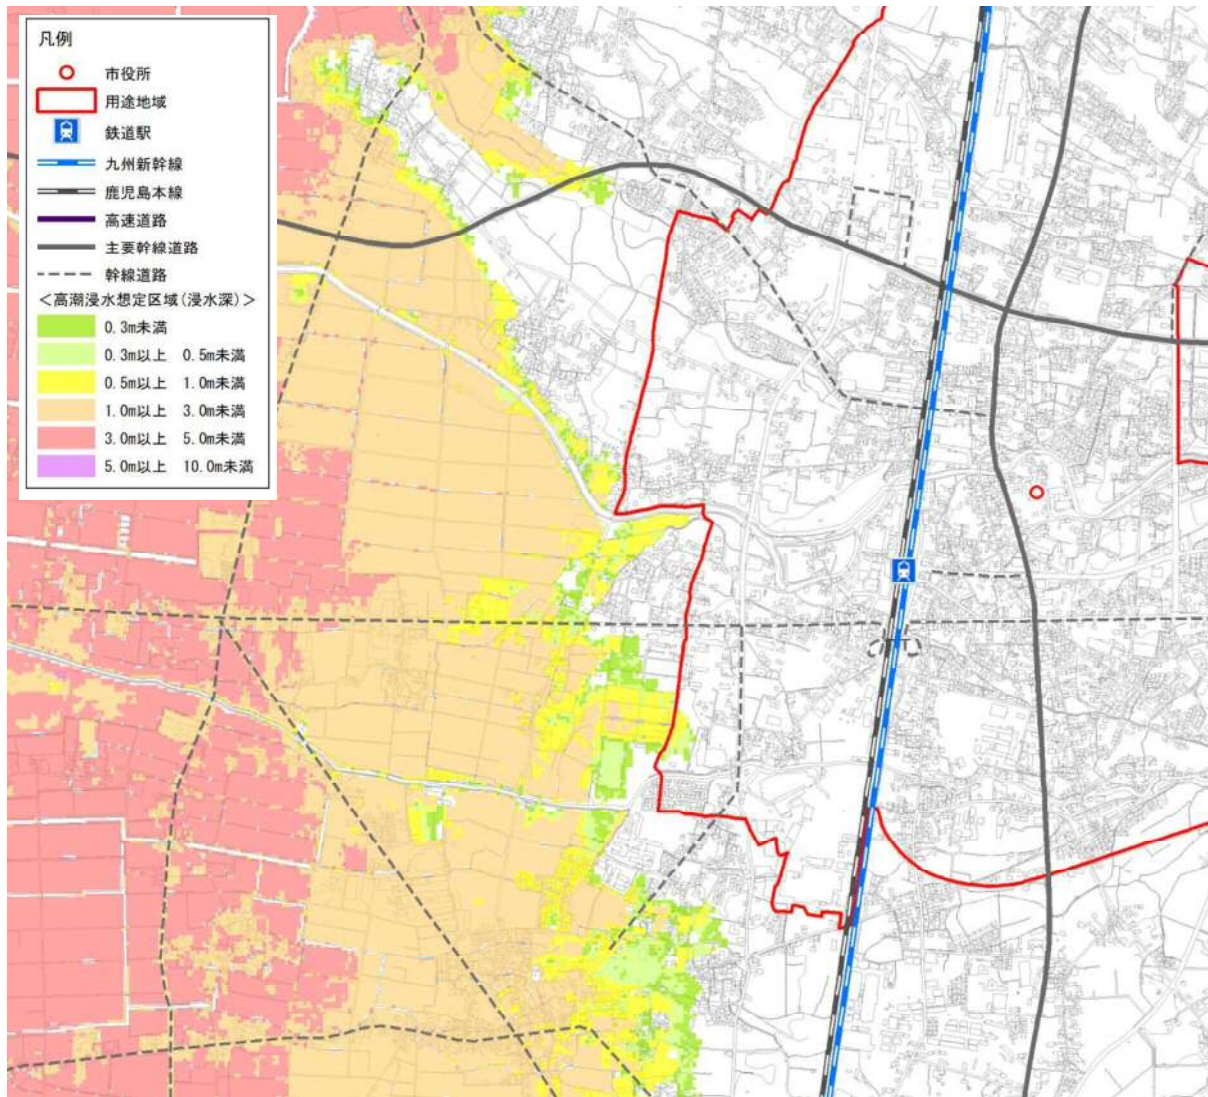 凡例
市役所
用途地域
鉄道駅
九州新幹線
鹿児島本線
高速道路
主要幹線道路
幹線道路
＜高潮浸水想定区域(浸水深)＞
0.3m未満
0.3m以上 0.5m未満
0.5m以上 1.0m未満
1.0m以上 3.0m未満
3.0m以上 5.0m未満
5.0m以上 10.0m未満